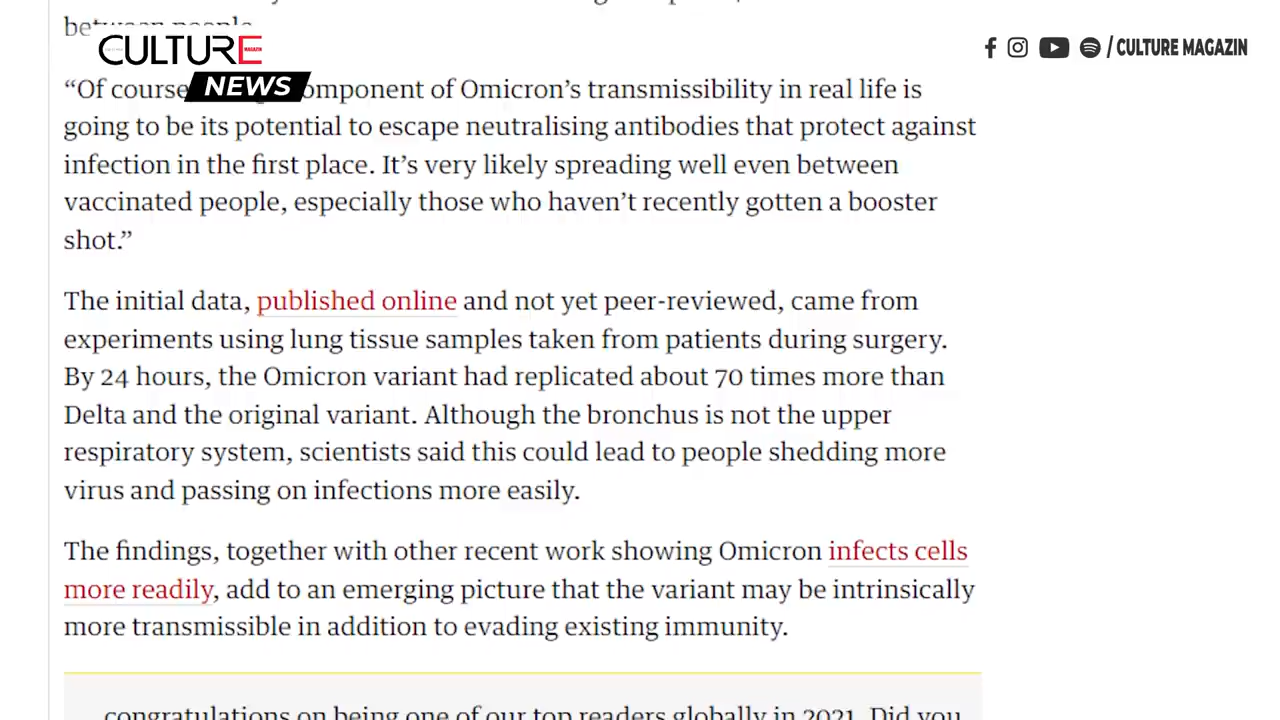 between people.
CULTURE
MAGAZIN
NEWS
/ CULTURE MAGAZIN
“Of course omponent of Omicron’s transmissibility in real life is
going to be its potential to escape neutralising antibodies that protect against
infection in the first place. It’s very likely spreading well even between
vaccinated people, especially those who haven’t recently gotten a booster
shot.”
The initial data, published online and not yet peer-reviewed, came from
experiments using lung tissue samples taken from patients during surgery.
By 24 hours, the Omicron variant had replicated about 70 times more than
Delta and the original variant. Although the bronchus is not the upper
respiratory system, scientists said this could lead to people shedding more
virus and passing on infections more easily.
The findings, together with other recent work showing Omicron infects cells
more readily, add to an emerging picture that the variant may be intrinsically
more transmissible in addition to evading existing immunity.
congratulations on being one of our top readers globally in 2021. Did you